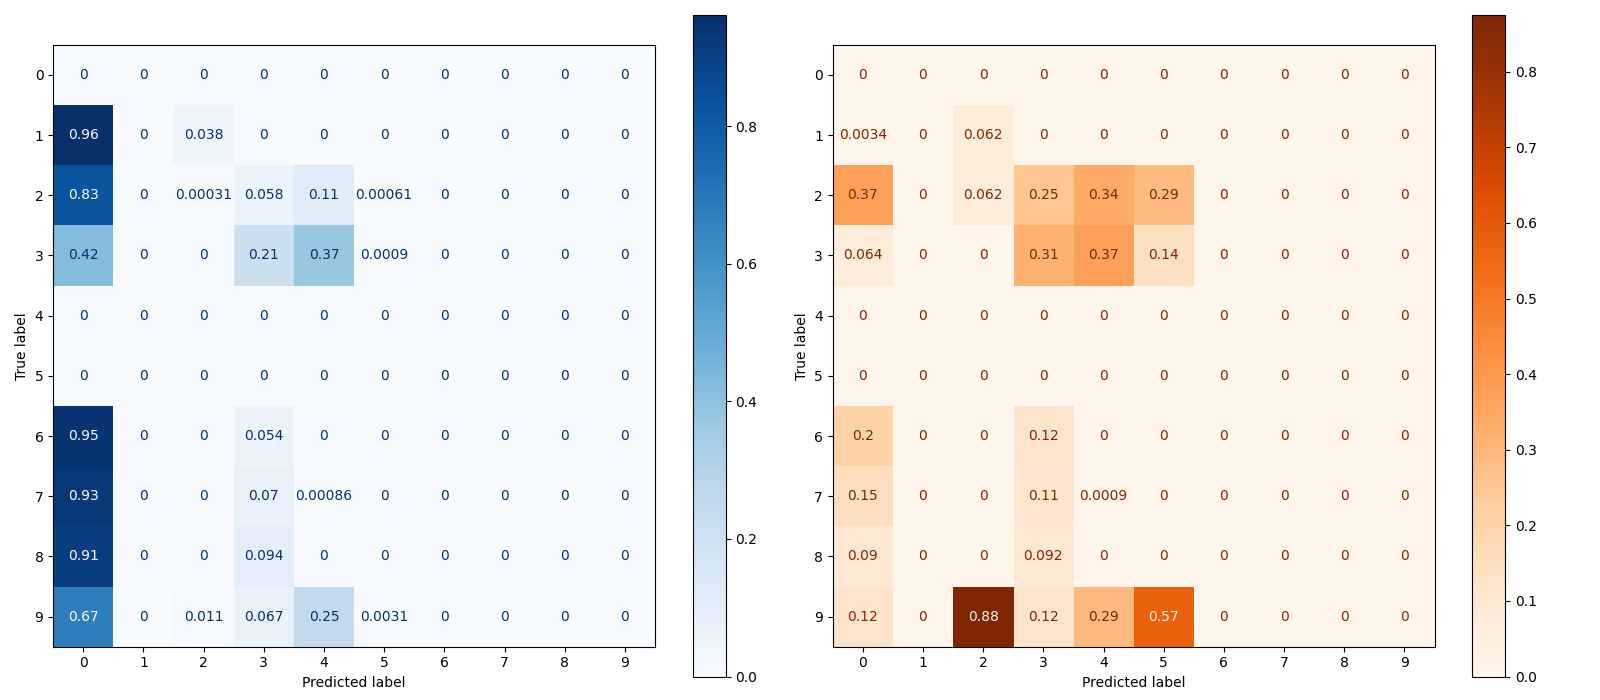 0 0 0 0 0 0 0 0 0 0 0
1 0.96 0 0.038 0 0 0 0 0 0 0
2 0.83 0 0.00031 0.058 0.11 0.00061 0 0 0 0
3 0.42 0 0 0.21 0.37 0.0009 0 0 0 0
4 0 0 0 0 0 0 0 0 0 0
5 0 0 0 0 0 0 0 0 0 0
6 0.95 0 0 0.054 0 0 0 0 0 0
7 0.93 0 0 0.07 0.00086 0 0 0 0 0
8 0.91 0 0 0.094 0 0 0 0 0 0
9 0.67 0 0.011 0.067 0.25 0.0031 0 0 0 0
0 1 2 3 4 5 6 7 8 9
Predicted label
True label
0.8
0.6
0.4
0.2
0.0
0 0 0 0 0 0 0 0 0 0 0
1 0.0034 0 0.062 0 0 0 0 0 0 0
2 0.37 0 0.062 0.25 0.34 0.29 0 0 0 0
3 0.064 0 0 0.31 0.37 0.14 0 0 0 0
4 0 0 0 0 0 0 0 0 0 0
5 0 0 0 0 0 0 0 0 0 0
6 0.2 0 0 0.12 0 0 0 0 0 0
7 0.15 0 0 0.11 0.0009 0 0 0 0 0
8 0.09 0 0 0.092 0 0 0 0 0 0
9 0.12 0 0.88 0.12 0.29 0.57 0 0 0 0
0 1 2 3 4 5 6 7 8 9
Predicted label
True label
0.8
0.7
0.6
0.5
0.4
0.3
0.2
0.1
0.0